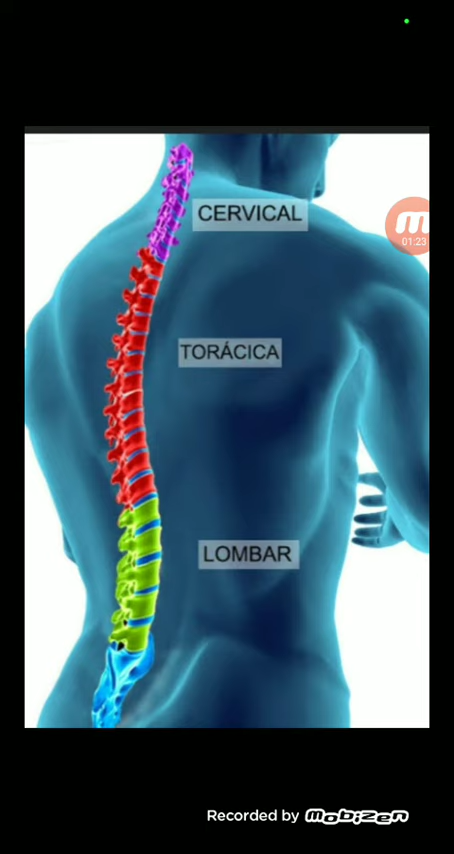 CERVICAL
01:23
TORÁCICA
LOMBAR
Recorded by mobizen